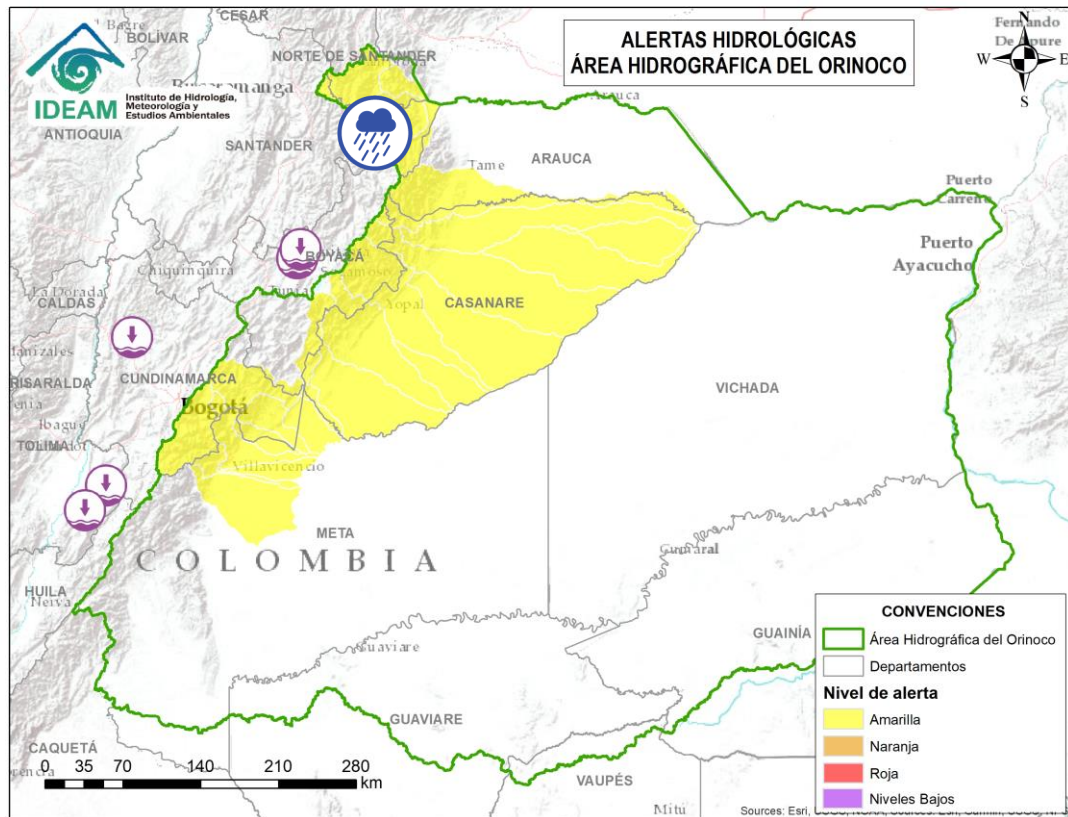 ALERTAS HIDROLÓGICAS
ÁREA HIDROGRÁFICA DEL ORINOCO
IDEAM
Instituto de Hidrología,
Meteorología y
Estudios Ambientales
N
W E
S
CESAR
BOLÍVAR
NORTE DE SANTANDER
Fernando
De Apure
ANTIOQUIA
SANTANDER
Arauca
ARAUCA
Tame
Puerto
Carreño
Puerto
Ayacucho
BOYACÁ
Chiquinquira
Sogamoso
Tunja
La Dorada
CALDAS
Yopal
CASANARE
Manizales
CUNDINAMARCA
RISARALDA
VICHADA
Bogotá
Ibague
TOLIMA
Villavicencio
META
COLOMBIA
Cumaral
HUILA
Neiva
GUAINÍA
Guaviare
GUAVIARE
CAQUETÁ
VAUPÉS
Mitú
0 35 70 140 210 280
km
CONVENCIONES
Área Hidrográfica del Orinoco
Departamentos
Nivel de alerta
Amarilla
Naranja
Roja
Niveles Bajos
Sources: Esri,